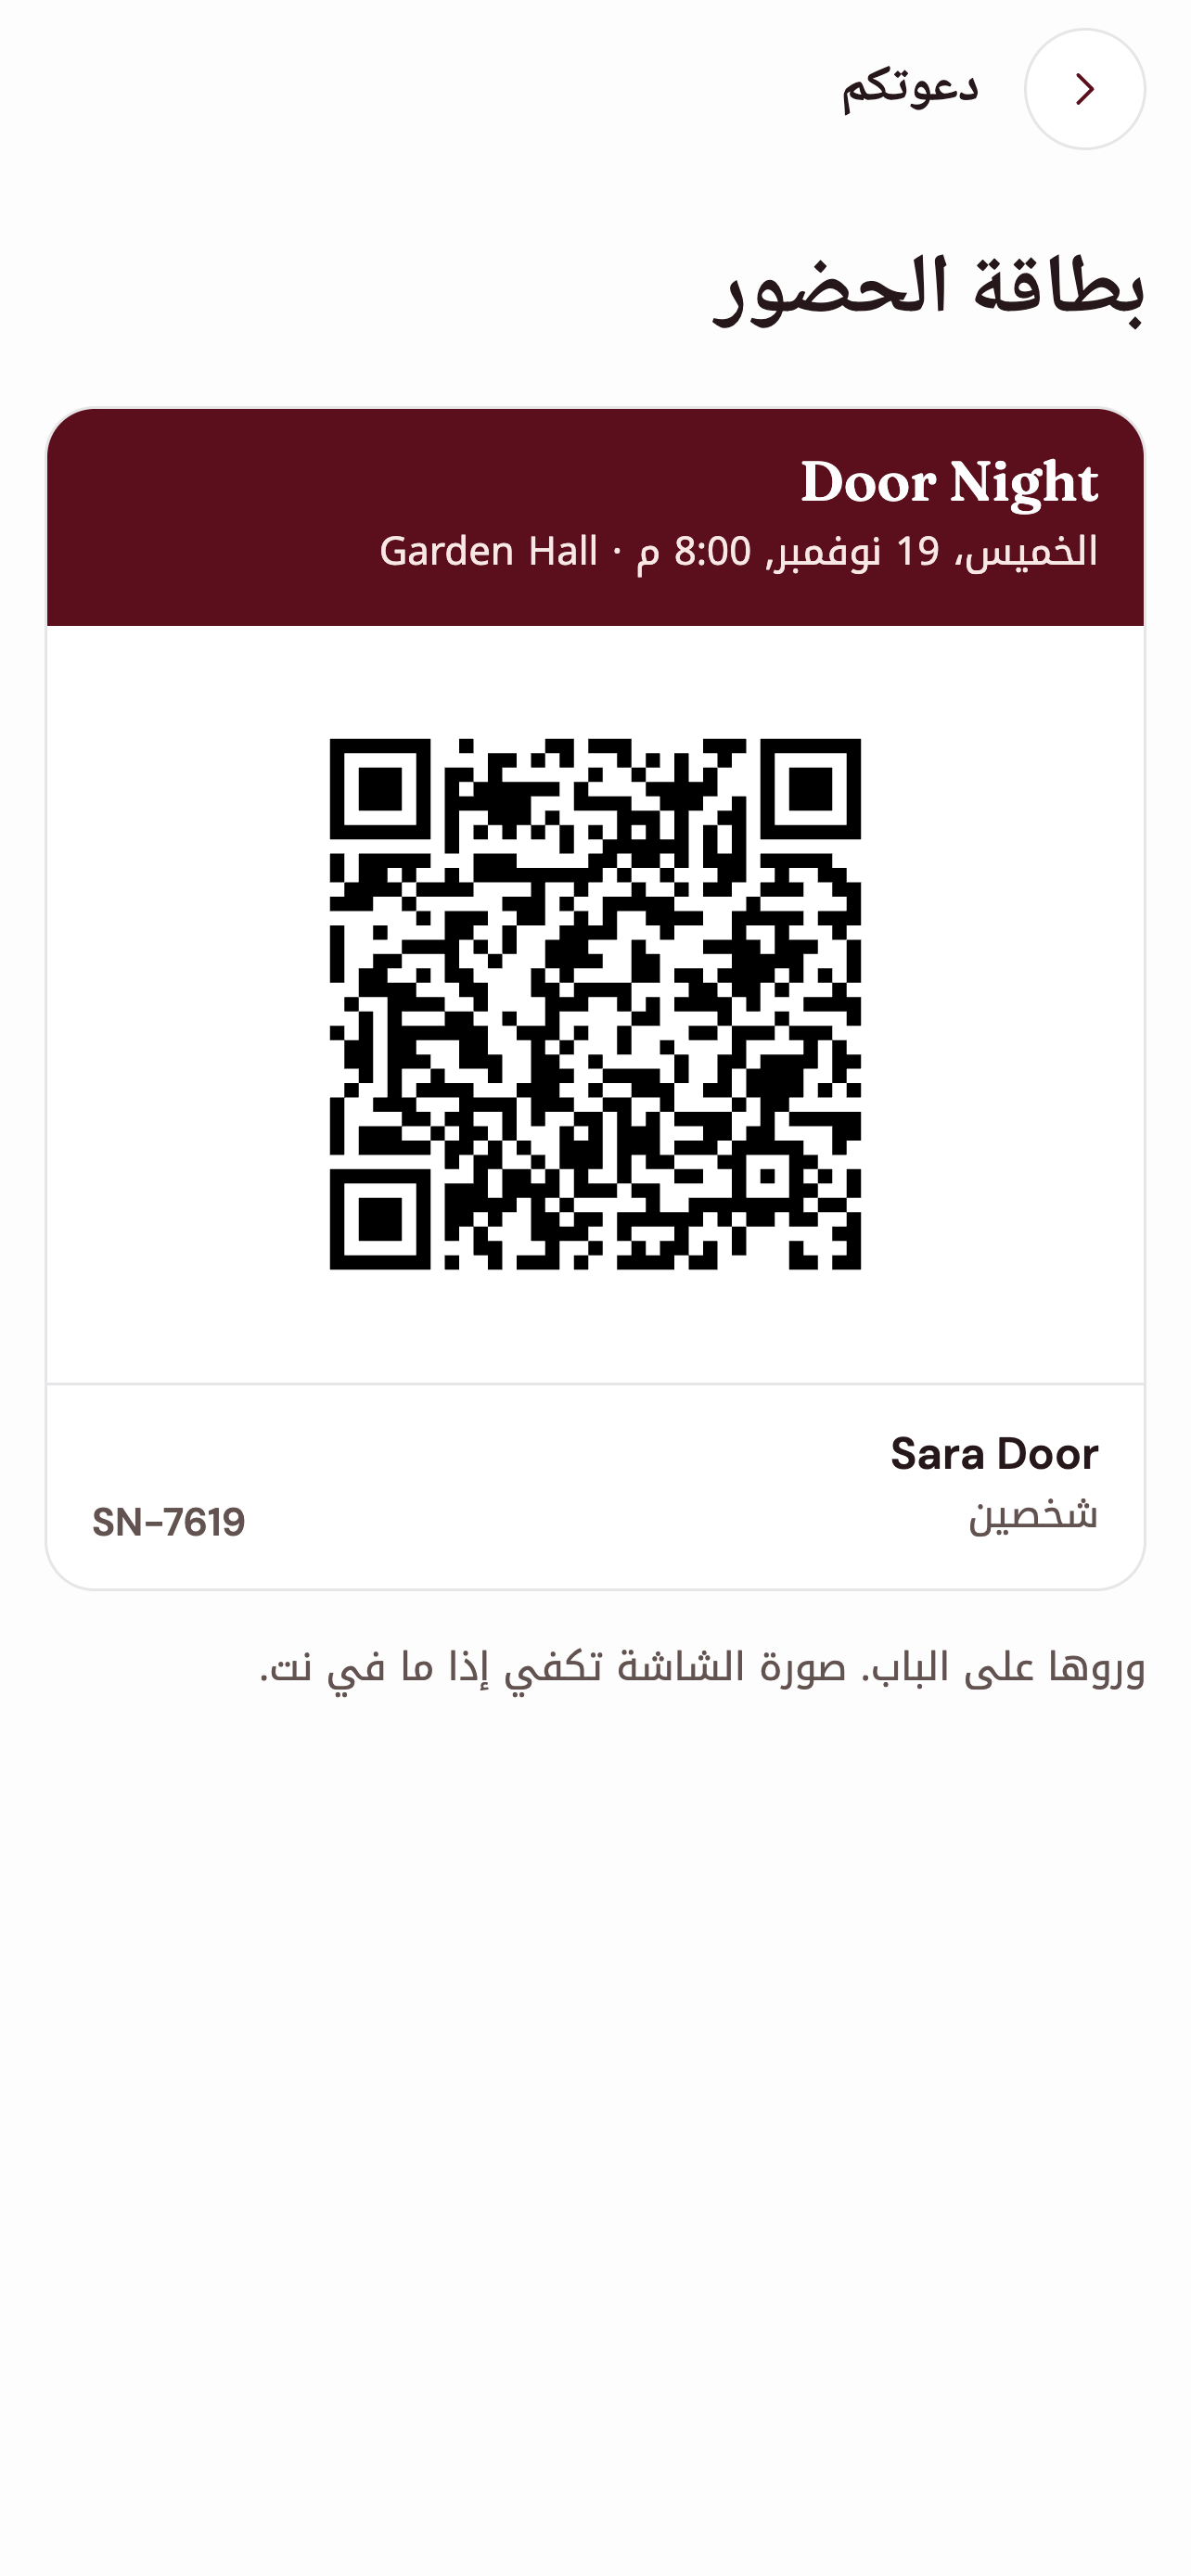 دعوتكم
بطاقة الحضور
Door Night
الخميس، 19 نوفمبر, 8:00 م · Garden Hall
Sara Door
شخصين
SN-7619
وروها على الباب. صورة الشاشة تكفي إذا ما في نت.